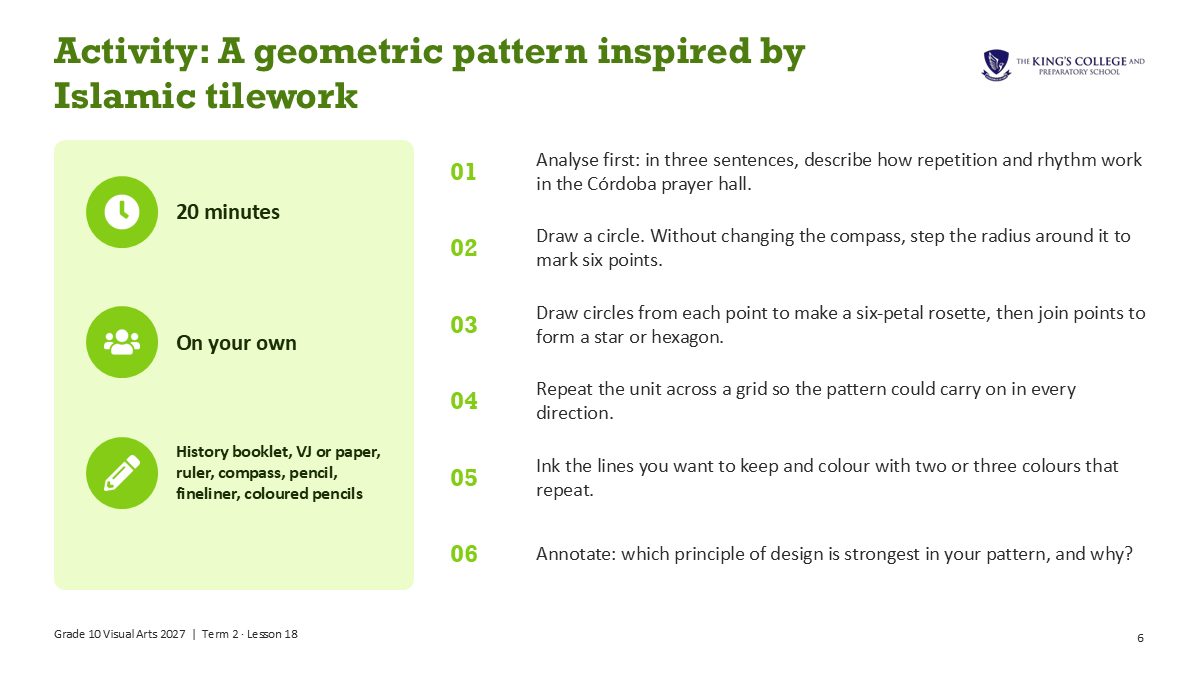 Activity: A geometric pattern inspired by
Islamic tilework
THE KING'S COLLEGE AND
PREPARATORY SCHOOL
20 minutes
On your own
History booklet, VJ or paper,
ruler, compass, pencil,
fineliner, coloured pencils
01
Analyse first: in three sentences, describe how repetition and rhythm work
in the Córdoba prayer hall.
02
Draw a circle. Without changing the compass, step the radius around it to
mark six points.
03
Draw circles from each point to make a six-petal rosette, then join points to
form a star or hexagon.
04
Repeat the unit across a grid so the pattern could carry on in every
direction.
05
Ink the lines you want to keep and colour with two or three colours that
repeat.
06
Annotate: which principle of design is strongest in your pattern, and why?
Grade 10 Visual Arts 2027 | Term 2 · Lesson 18
6